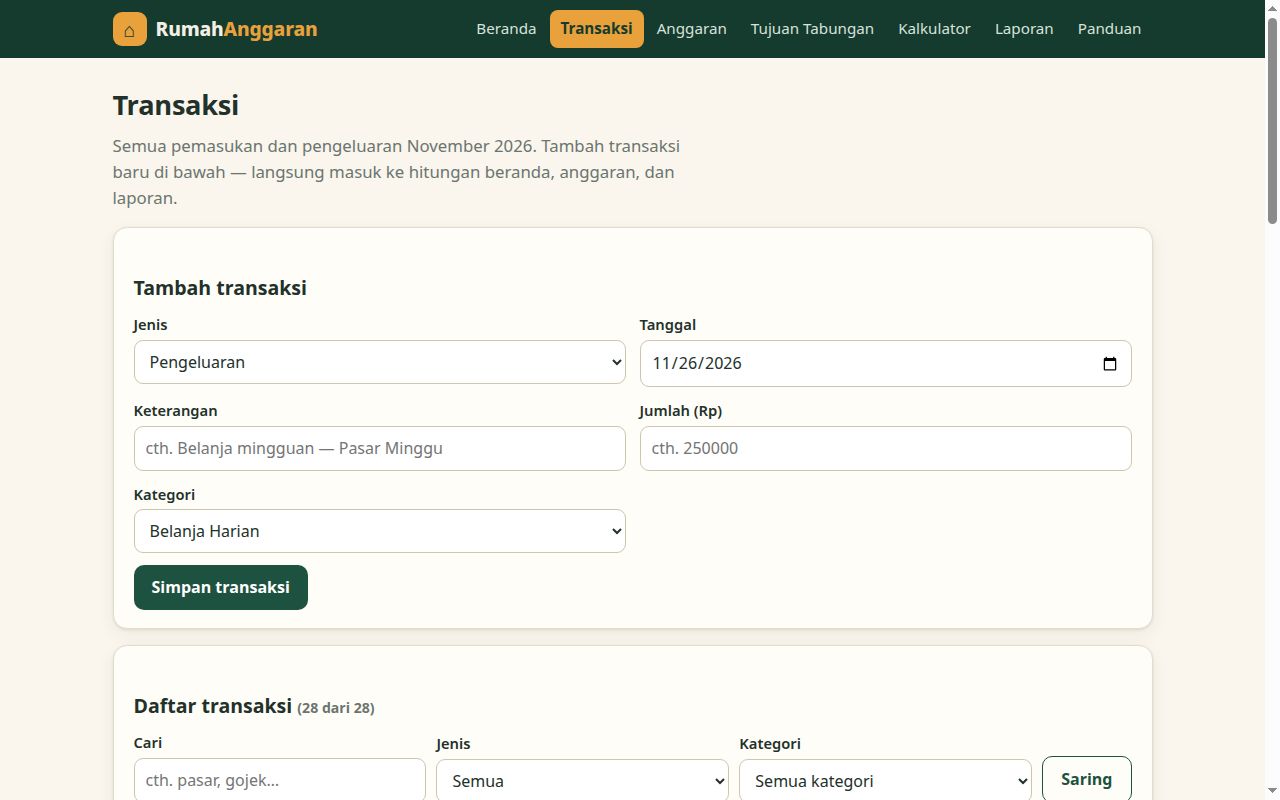 RumahAnggaran
Beranda
Transaksi
Anggaran
Tujuan Tabungan
Kalkulator
Laporan
Panduan
Transaksi
Semua pemasukan dan pengeluaran November 2026. Tambah transaksi
baru di bawah — langsung masuk ke hitungan beranda, anggaran, dan
laporan.
Tambah transaksi
Jenis
Pengeluaran
Tanggal
11/26/2026
Keterangan
cth. Belanja mingguan — Pasar Minggu
Jumlah (Rp)
cth. 250000
Kategori
Belanja Harian
Simpan transaksi
Daftar transaksi (28 dari 28)
Cari
cth. pasar, gojek...
Jenis
Semua
Kategori
Semua kategori
Saring